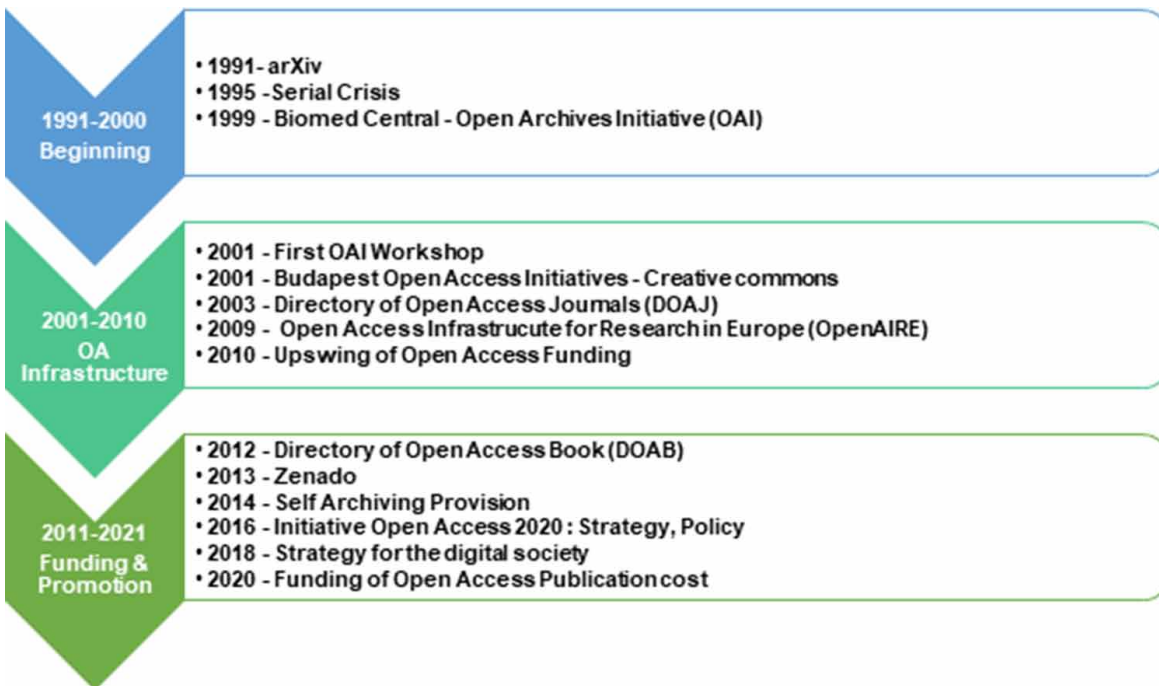 1991-2000
Beginning
• 1991- arXiv
• 1995 - Serial Crisis
• 1999 - Biomed Central - Open Archives Initiative (OAI)
2001-2010
OA
Infrastructure
• 2001 - First OAI Workshop
• 2001 - Budapest Open Access Initiatives - Creative commons
• 2003 - Directory of Open Access Journals (DOAJ)
• 2009 - Open Access Infrastrucute for Research in Europe (OpenAIRE)
• 2010 - Upswing of Open Access Funding
2011-2021
Funding &
Promotion
• 2012 - Directory of Open Access Book (DOAB)
• 2013 - Zenado
• 2014 - Self Archiving Provision
• 2016 - Initiative Open Access 2020 : Strategy, Policy
• 2018 - Strategy for the digital society
• 2020 - Funding of Open Access Publication cost